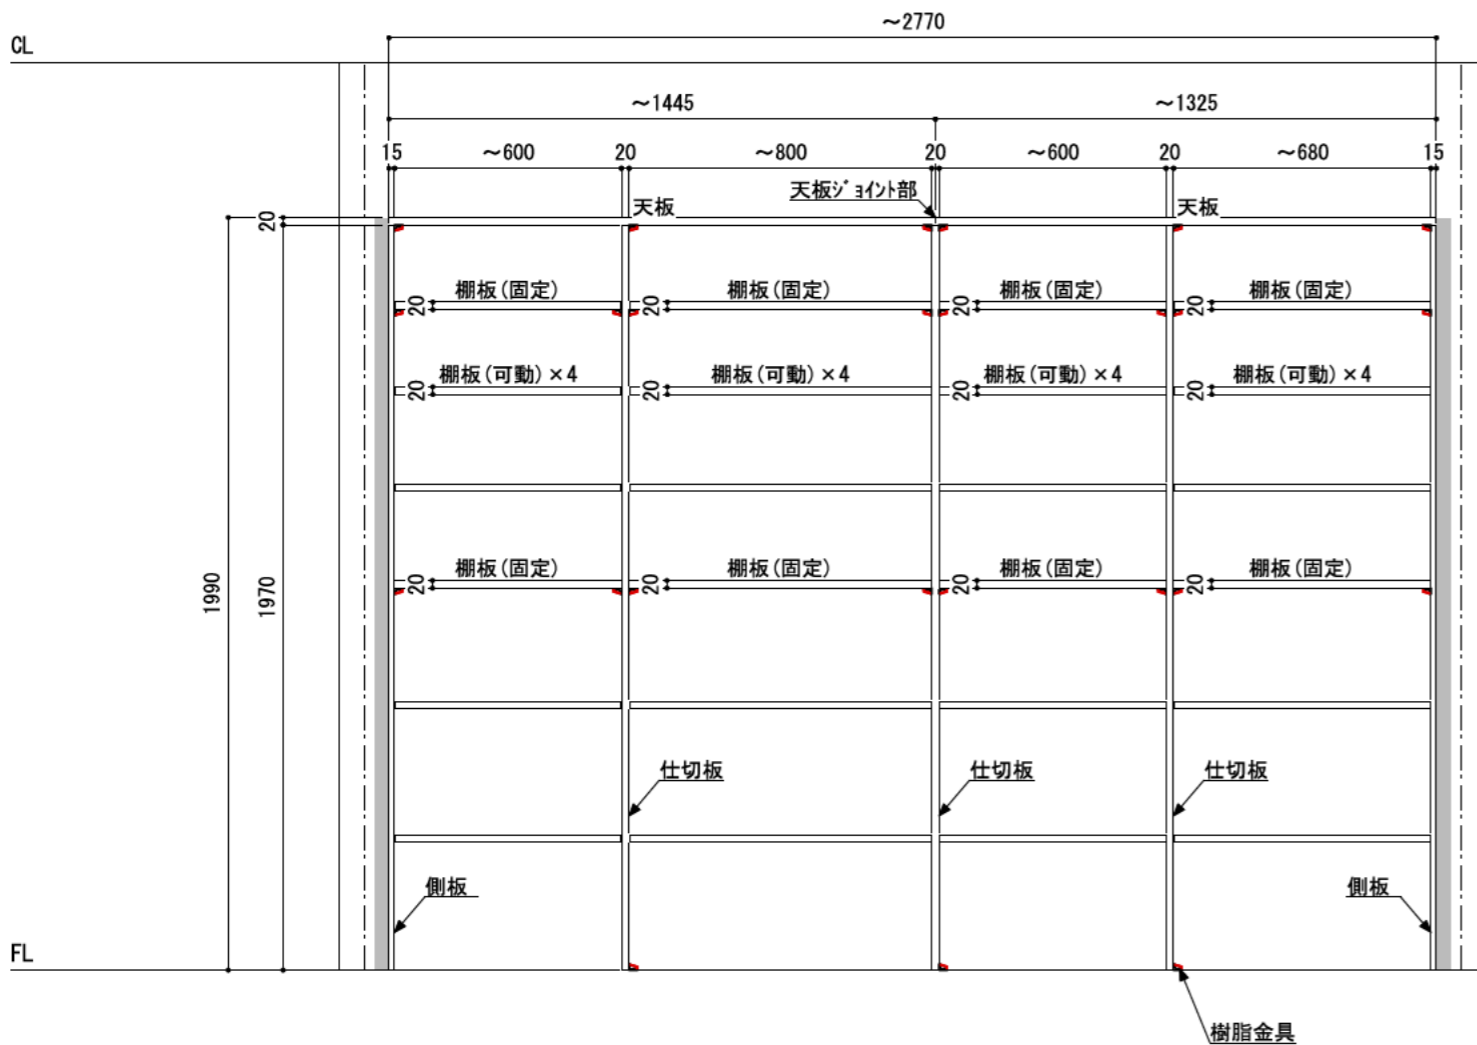 ~2770
CL
~1445
~1325
15
~600
20
~800
20
~600
20
~680
15
天板ジョイント部
天板
天板
20
棚板(固定)
棚板(固定)
棚板(固定)
棚板(固定)
20
20
20
20
棚板(可動)×4
棚板(可動)×4
棚板(可動)×4
棚板(可動)×4
20
20
20
20
棚板(固定)
棚板(固定)
棚板(固定)
棚板(固定)
20
20
20
20
1990
1970
仕切板
仕切板
仕切板
側板
側板
FL
樹脂金具